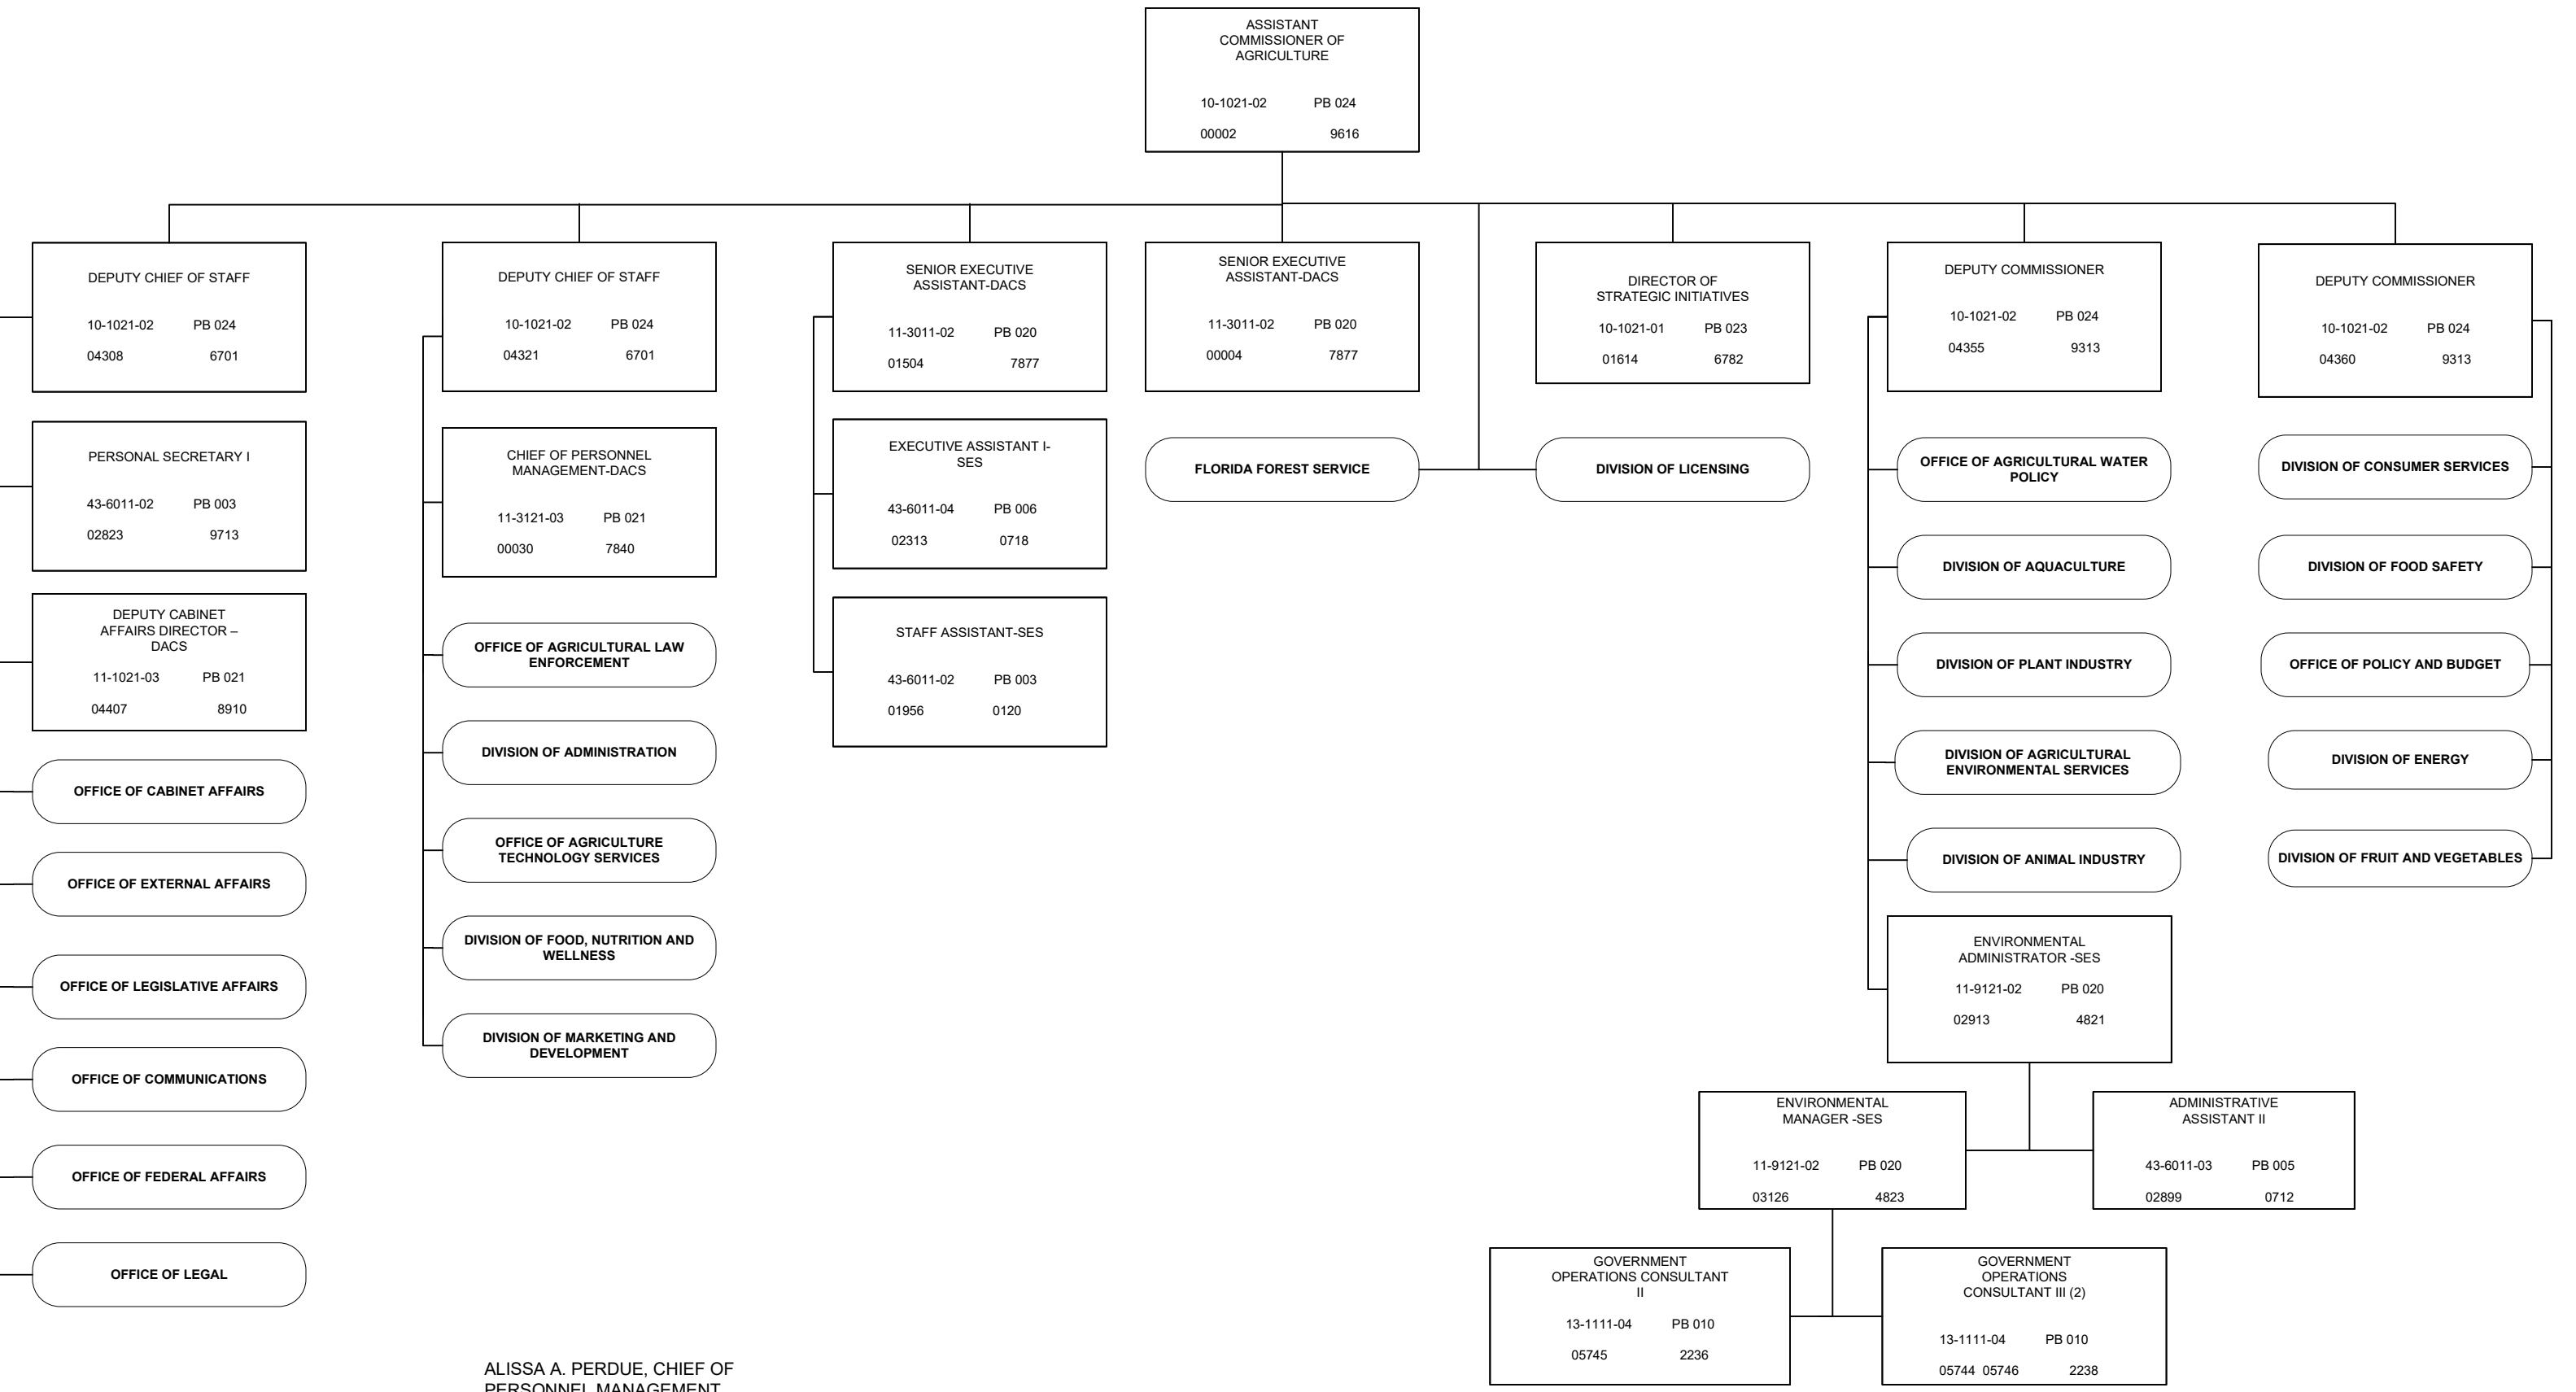 ASSISTANT
COMMISSIONER OF
AGRICULTURE
10-1021-02 PB 024
00002 9616
DEPUTY CHIEF OF STAFF
10-1021-02 PB 024
04308 6701
PERSONAL SECRETARY I
43-6011-02 PB 003
02823 9713
DEPUTY CABINET
AFFAIRS DIRECTOR –
DACS
11-1021-03 PB 021
04407 8910
OFFICE OF CABINET AFFAIRS
OFFICE OF EXTERNAL AFFAIRS
OFFICE OF LEGISLATIVE AFFAIRS
OFFICE OF COMMUNICATIONS
OFFICE OF FEDERAL AFFAIRS
OFFICE OF LEGAL
DEPUTY CHIEF OF STAFF
10-1021-02 PB 024
04321 6701
CHIEF OF PERSONNEL
MANAGEMENT-DACS
11-3121-03 PB 021
00030 7840
OFFICE OF AGRICULTURAL LAW
ENFORCEMENT
DIVISION OF ADMINISTRATION
OFFICE OF AGRICULTURE
TECHNOLOGY SERVICES
DIVISION OF FOOD, NUTRITION AND
WELLNESS
DIVISION OF MARKETING AND
DEVELOPMENT
SENIOR EXECUTIVE
ASSISTANT-DACS
11-3011-02 PB 020
01504 7877
EXECUTIVE ASSISTANT I-
SES
43-6011-04 PB 006
02313 0718
STAFF ASSISTANT-SES
43-6011-02 PB 003
01956 0120
SENIOR EXECUTIVE
ASSISTANT-DACS
11-3011-02 PB 020
00004 7877
FLORIDA FOREST SERVICE
DIRECTOR OF
STRATEGIC INITIATIVES
10-1021-01 PB 023
01614 6782
DIVISION OF LICENSING
DEPUTY COMMISSIONER
10-1021-02 PB 024
04355 9313
OFFICE OF AGRICULTURAL WATER
POLICY
DIVISION OF AQUACULTURE
DIVISION OF PLANT INDUSTRY
DIVISION OF AGRICULTURAL
ENVIRONMENTAL SERVICES
DIVISION OF ANIMAL INDUSTRY
ENVIRONMENTAL
ADMINISTRATOR -SES
11-9121-02 PB 020
02913 4821
ENVIRONMENTAL
MANAGER -SES
11-9121-02 PB 020
03126 4823
ADMINISTRATIVE
ASSISTANT II
43-6011-03 PB 005
02899 0712
GOVERNMENT
OPERATIONS CONSULTANT
II
13-1111-04 PB 010
05745 2236
GOVERNMENT
OPERATIONS
CONSULTANT III (2)
13-1111-04 PB 010
05744 05746 2238
DEPUTY COMMISSIONER
10-1021-02 PB 024
04360 9313
DIVISION OF CONSUMER SERVICES
DIVISION OF FOOD SAFETY
OFFICE OF POLICY AND BUDGET
DIVISION OF ENERGY
DIVISION OF FRUIT AND VEGETABLES
ALISSA A. PERDUE, CHIEF OF
PERSONNEL MANAGEMENT